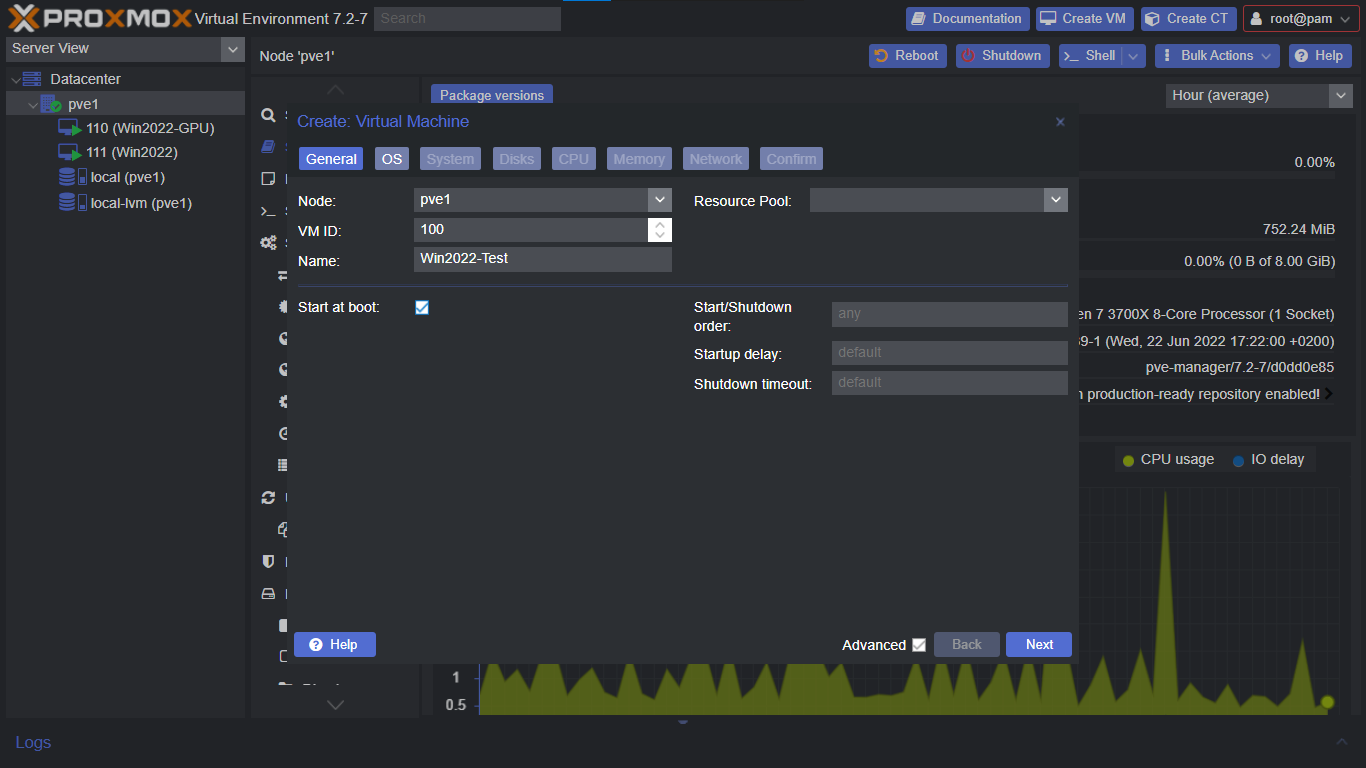 PROXMOX Virtual Environment 7.2-7 Search Documentation Create VM Create CT root@pam
Server View
Datacenter
pve1
110 (Win2022-GPU)
111 (Win2022)
local (pve1)
local-lvm (pve1)
Node 'pve1' Reboot Shutdown Shell Bulk Actions Help
Package versions Hour (average)
Create: Virtual Machine
General OS System Disks CPU Memory Network Confirm
Node: pve1 Resource Pool:
VM ID: 100
Name: Win2022-Test
Start at boot: Start/Shutdown order: any
Startup delay: default
Shutdown timeout: default
Help Advanced Back Next
0.00%
752.24 MiB
0.00% (0 B of 8.00 GiB)
en 7 3700X 8-Core Processor (1 Socket)
9-1 (Wed, 22 Jun 2022 17:22:00 +0200)
pve-manager/7.2-7/d0dd0e85
production-ready repository enabled!
CPU usage IO delay
1
0.5
Logs